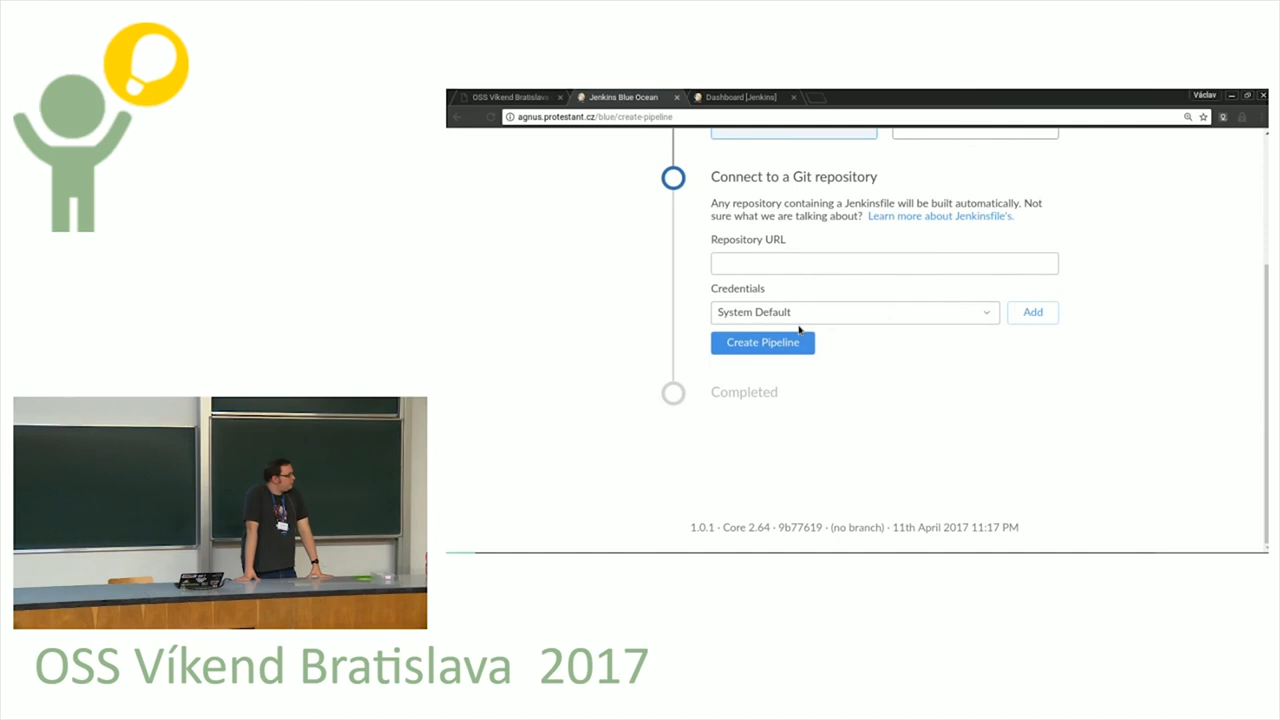 OSS Víkend Bratislava
Jenkins Blue Ocean
Dashboard [Jenkins]
Václav
agnus.protestant.cz/blue/create-pipeline
Connect to a Git repository
Any repository containing a Jenkinsfile will be built automatically. Not
sure what we are talking about? Learn more about Jenkinsfile's.
Repository URL
Credentials
System Default
Add
Create Pipeline
Completed
1.0.1 · Core 2.64 · 9b77619 · (no branch) · 11th April 2017 11:17 PM
OSS Víkend Bratislava 2017